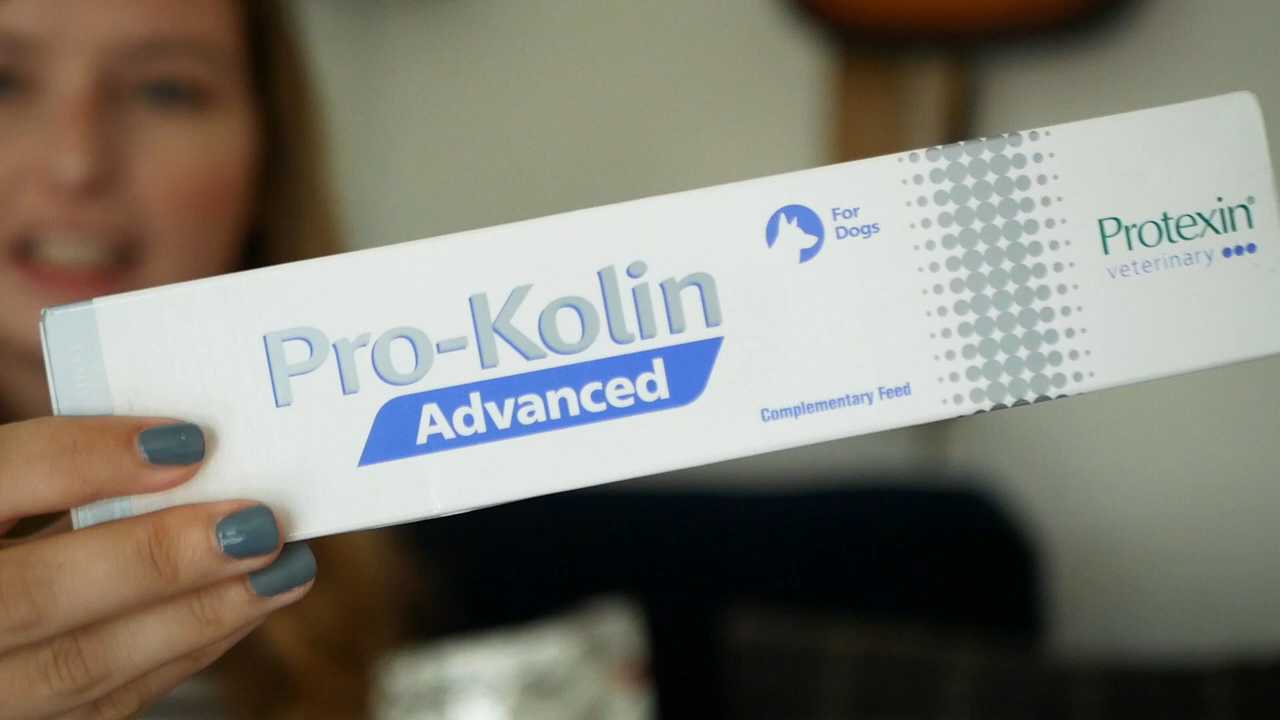 Pro-Kolin
Advanced
For
Dogs
Complementary Feed
Protexin®
veterinary